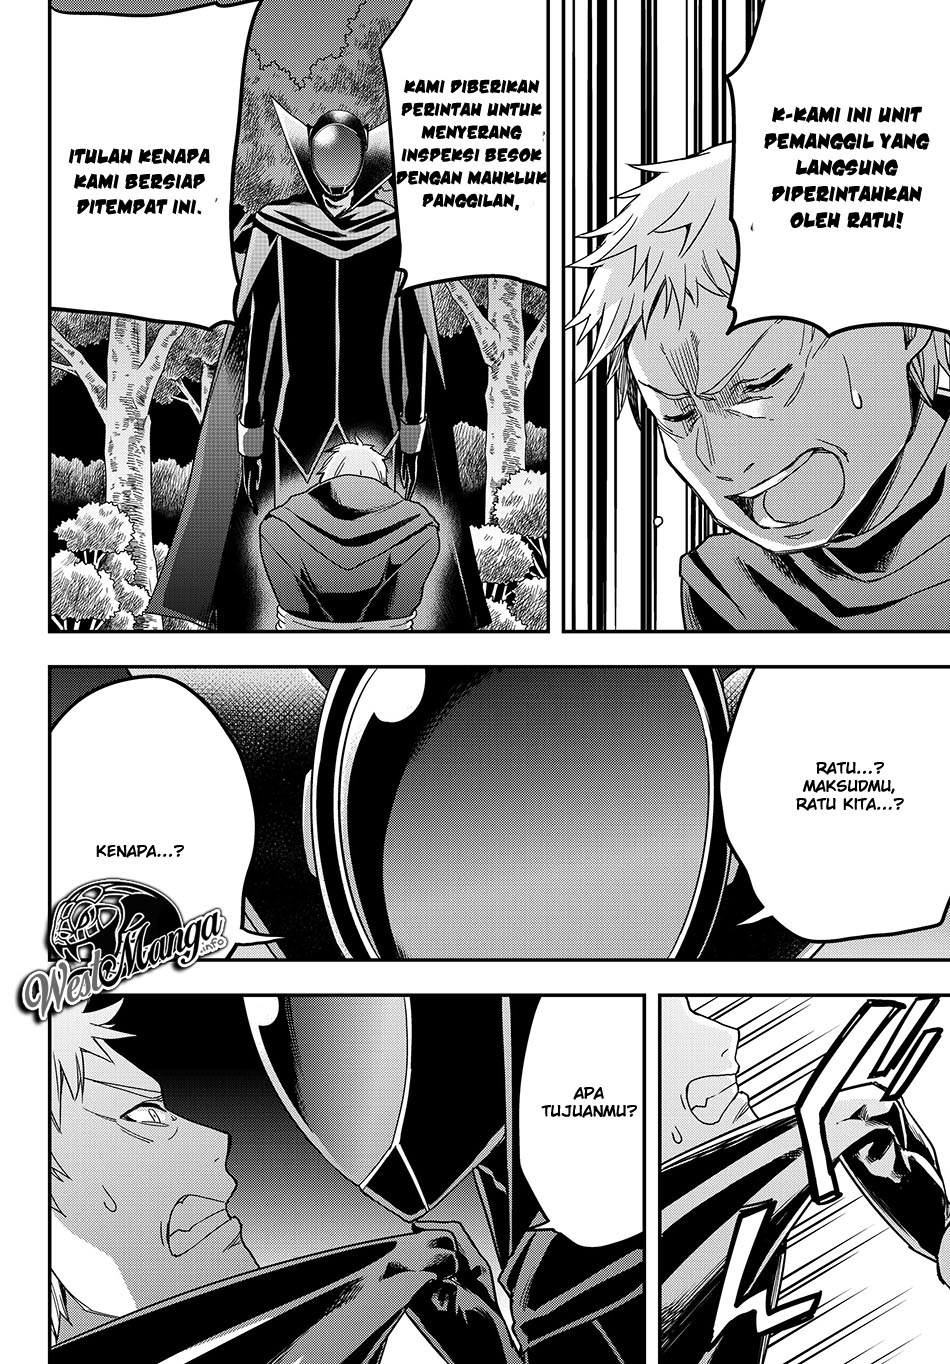 K-KAMI INI UNIT
PEMANGGIL YANG
LANGSUNG
DIPERINTAHKAN
OLEH RATU!
KAMI DIBERIKAN
PERINTAH UNTUK
MENYERANG
INSPEKSI BESOK
DENGAN MAHKLUK
PANGGILAN,
ITULAH KENAPA
KAMI BERSIAP
DITEMPAT INI.
RATU...?
MAKSUDMU,
RATU KITA...?
KENAPA...?
WestManga
.info
APA
TUJUANMU?